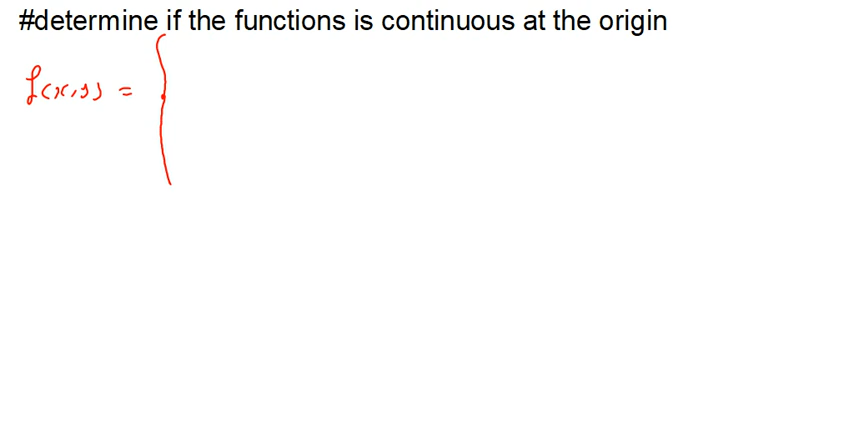 #determine if the functions is continuous at the origin
f(x,y) = {